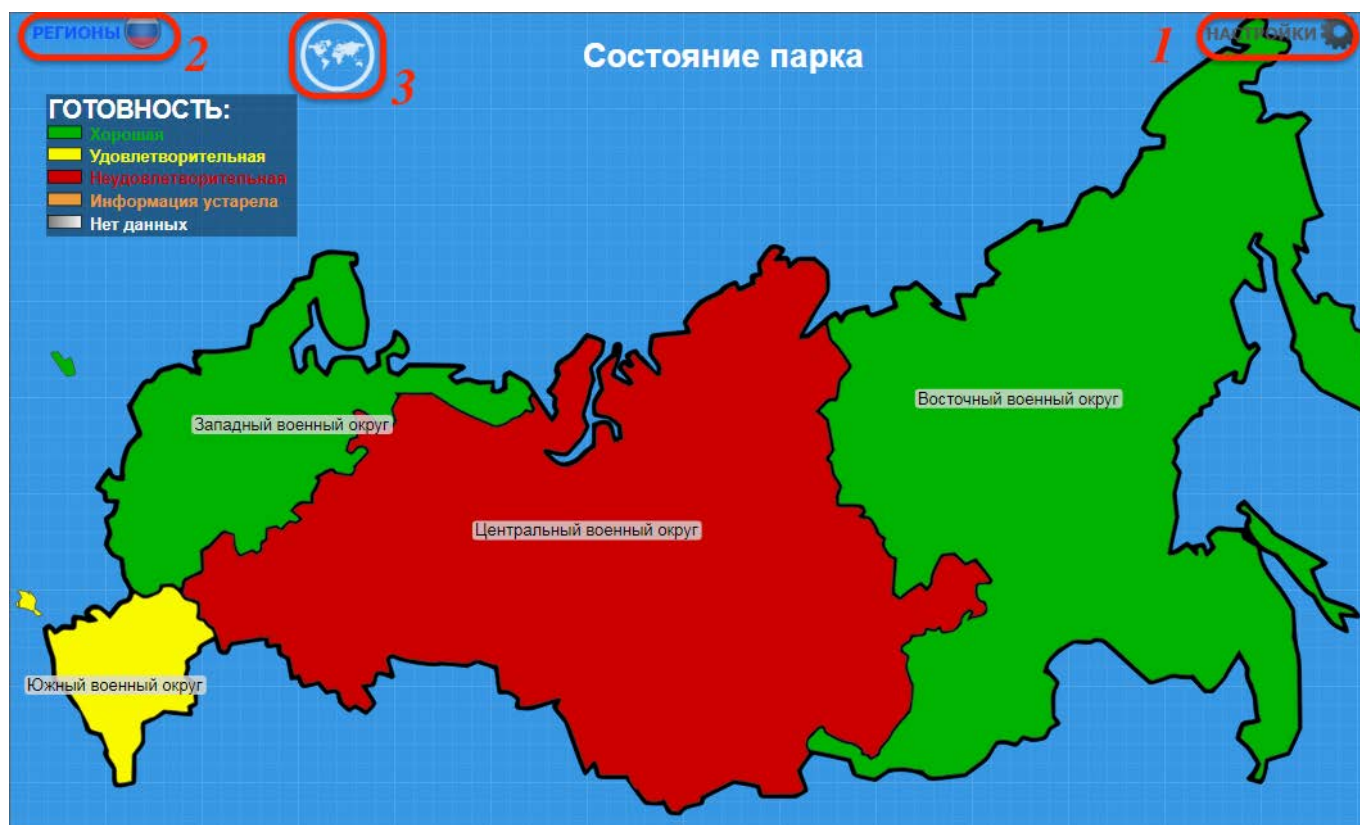 РЕГИОНЫ
2
3
Состояние парка
1
НАСТРОЙКИ
ГОТОВНОСТЬ:
Хорошая
Удовлетворительная
Неудовлетворительная
Информация устарела
Нет данных
Восточный военный округ
Западный военный округ
Центральный военный округ
Южный военный округ